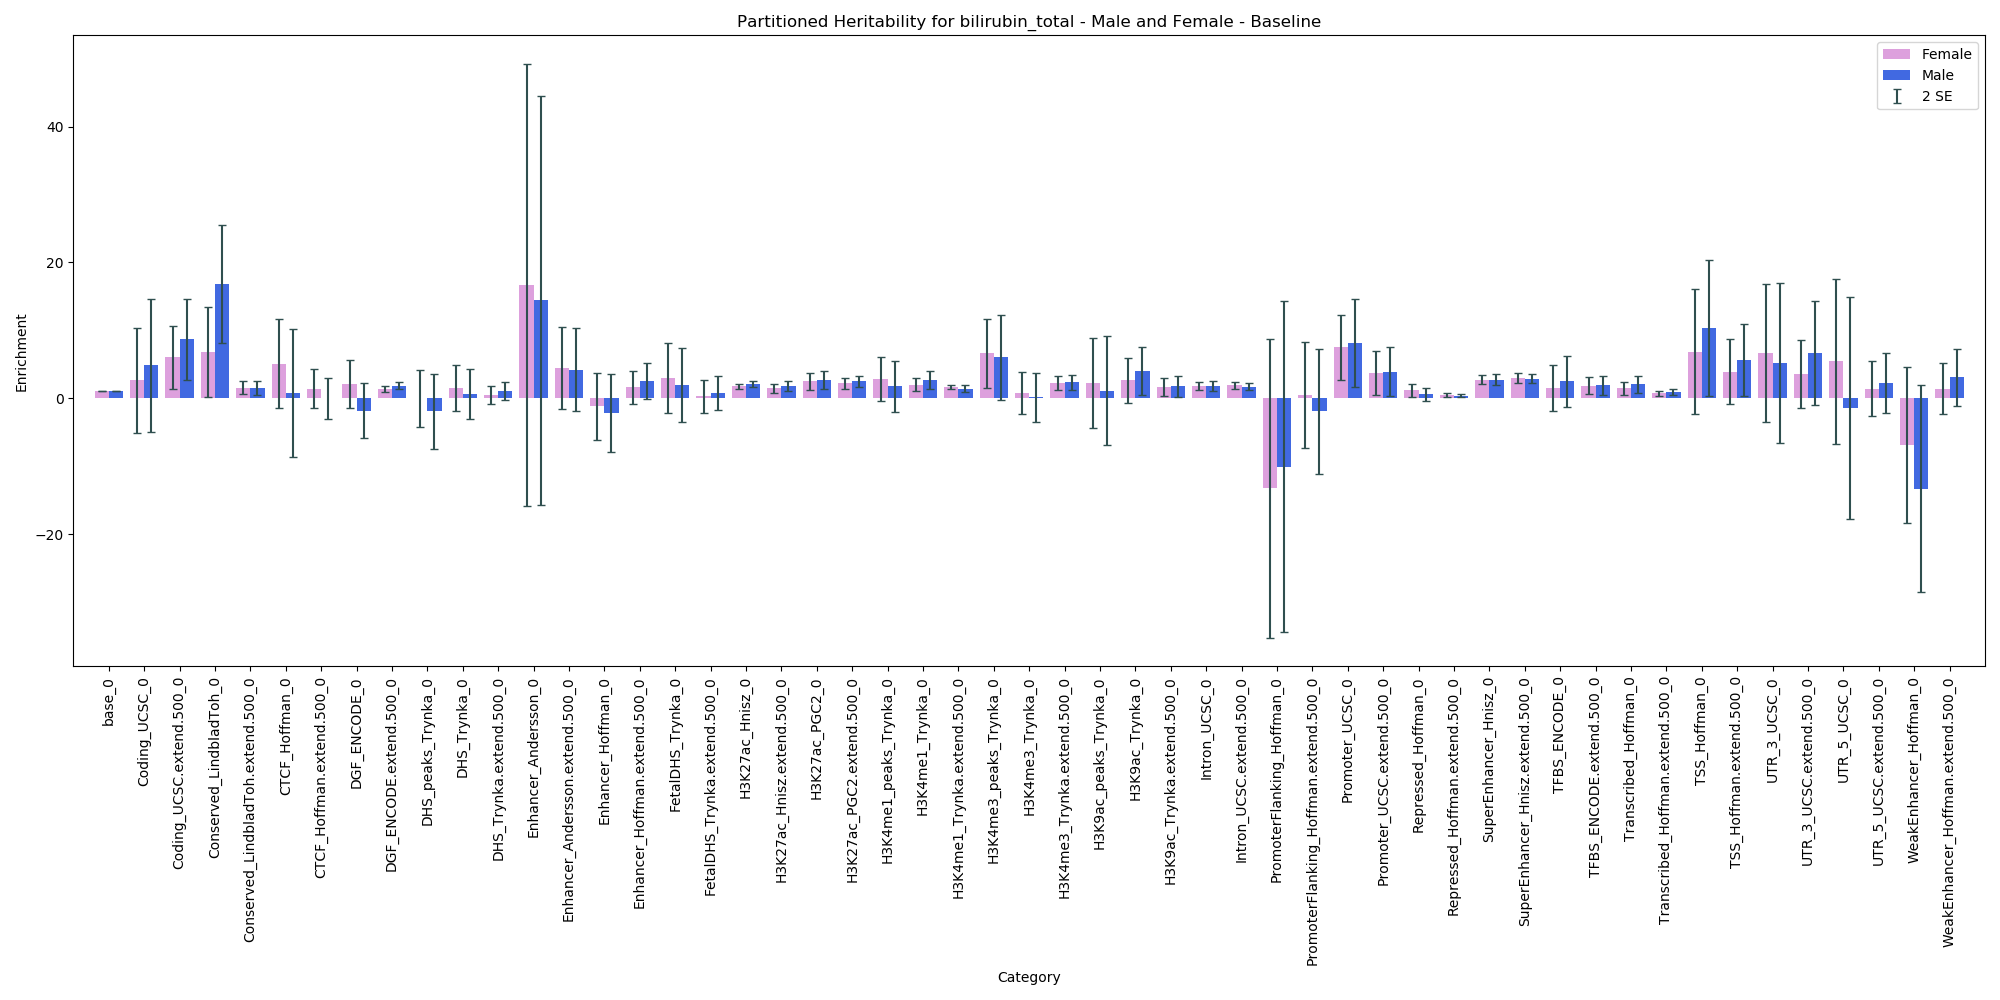 Partitioned Heritability for bilirubin_total - Male and Female - Baseline
Female
Male
2 SE
Enrichment
40
20
0
−20
base_0
Coding_UCSC_0
Coding_UCSC.extend.500_0
Conserved_LindbladToh_0
Conserved_LindbladToh.extend.500_0
CTCF_Hoffman_0
CTCF_Hoffman.extend.500_0
DGF_ENCODE_0
DGF_ENCODE.extend.500_0
DHS_peaks_Trynka_0
DHS_Trynka_0
DHS_Trynka.extend.500_0
Enhancer_Andersson_0
Enhancer_Andersson.extend.500_0
Enhancer_Hoffman_0
Enhancer_Hoffman.extend.500_0
FetalDHS_Trynka_0
FetalDHS_Trynka.extend.500_0
H3K27ac_Hnisz_0
H3K27ac_Hnisz.extend.500_0
H3K27ac_PGC2_0
H3K27ac_PGC2.extend.500_0
H3K4me1_peaks_Trynka_0
H3K4me1_Trynka_0
H3K4me1_Trynka.extend.500_0
H3K4me3_peaks_Trynka_0
H3K4me3_Trynka_0
H3K4me3_Trynka.extend.500_0
H3K9ac_peaks_Trynka_0
H3K9ac_Trynka_0
H3K9ac_Trynka.extend.500_0
Intron_UCSC_0
Intron_UCSC.extend.500_0
PromoterFlanking_Hoffman_0
PromoterFlanking_Hoffman.extend.500_0
Promoter_UCSC_0
Promoter_UCSC.extend.500_0
Repressed_Hoffman_0
Repressed_Hoffman.extend.500_0
SuperEnhancer_Hnisz_0
SuperEnhancer_Hnisz.extend.500_0
TFBS_ENCODE_0
TFBS_ENCODE.extend.500_0
Transcribed_Hoffman_0
Transcribed_Hoffman.extend.500_0
TSS_Hoffman_0
TSS_Hoffman.extend.500_0
UTR_3_UCSC_0
UTR_3_UCSC.extend.500_0
UTR_5_UCSC_0
UTR_5_UCSC.extend.500_0
WeakEnhancer_Hoffman_0
WeakEnhancer_Hoffman.extend.500_0
Category